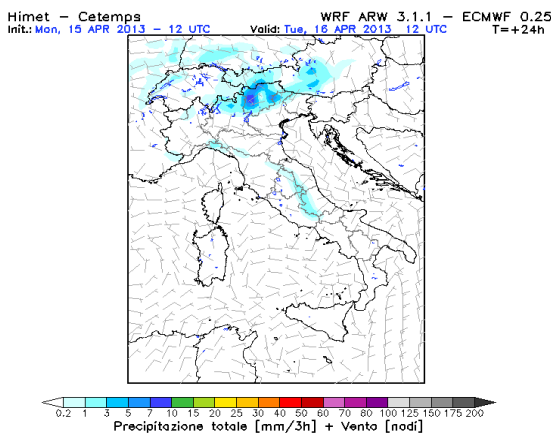 Himet – Cetemps WRF ARW 3.1.1 – ECMWF 0.25
Init.: Mon, 15 APR 2013 – 12 UTC Valid: Tue, 16 APR 2013 12 UTC T=+24h
0.2 1 3 5 7 10 15 20 25 30 40 50 60 70 80 90 100 125 150 175 200
Precipitazione totale [mm/3h] + Vento [nodi]